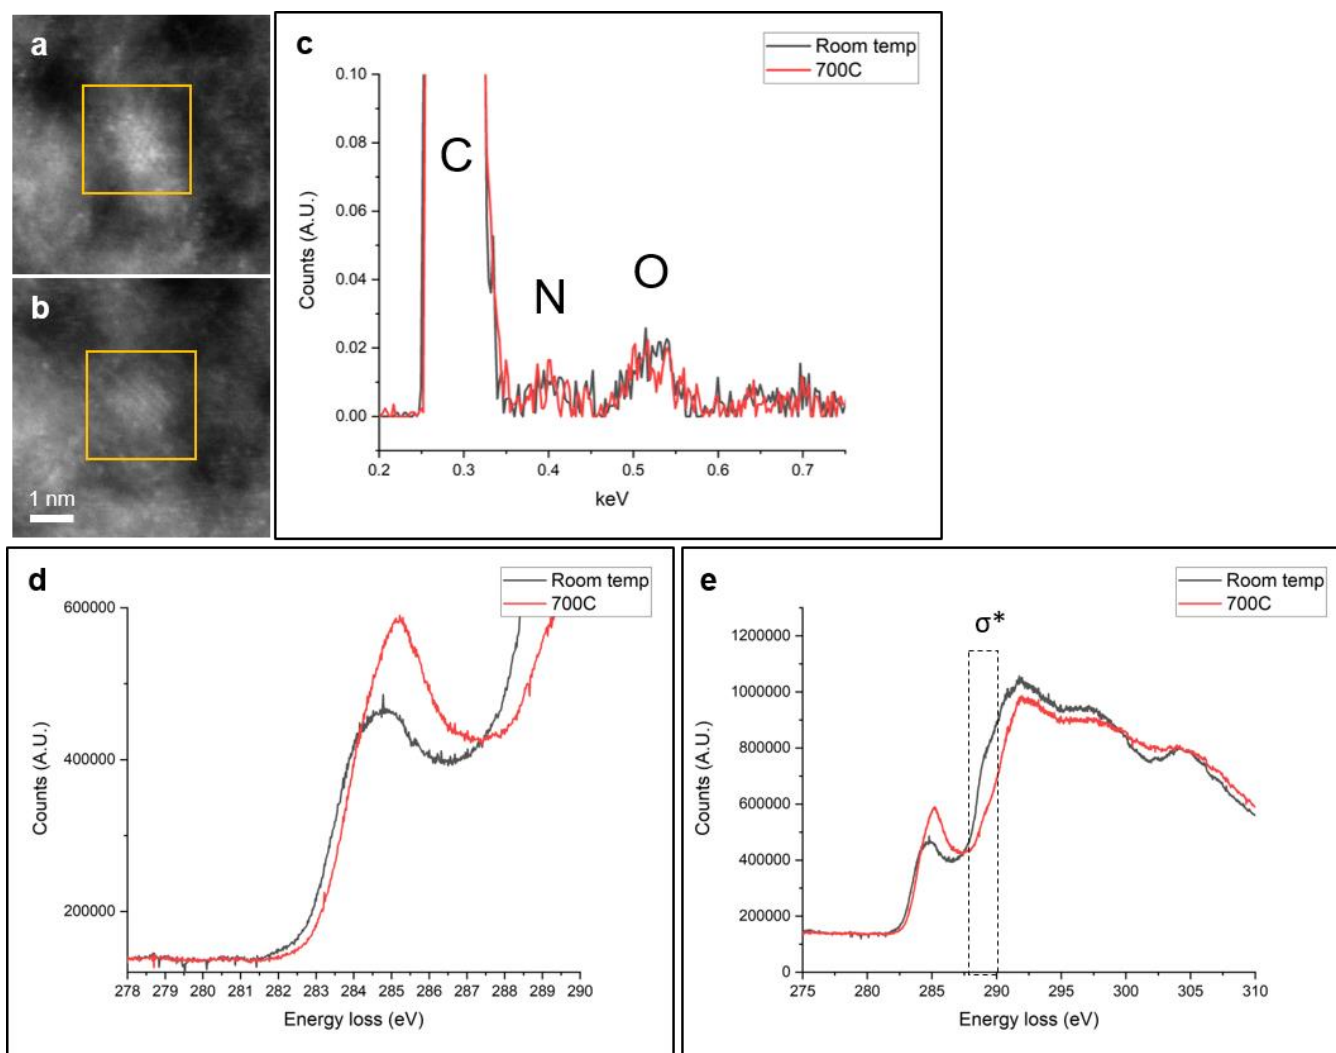 a
b
1 nm
c
Room temp
700C
0.10
0.08
0.06
0.04
0.02
0.00
Counts (A.U.)
C
N
O
0.2 0.3 0.4 0.5 0.6 0.7
keV
d
Room temp
700C
600000
400000
200000
Counts (A.U.)
278 279 280 281 282 283 284 285 286 287 288 289 290
Energy loss (eV)
e
Room temp
700C
σ*
1200000
1000000
800000
600000
400000
200000
0
Counts (A.U.)
275 280 285 290 295 300 305 310
Energy loss (eV)